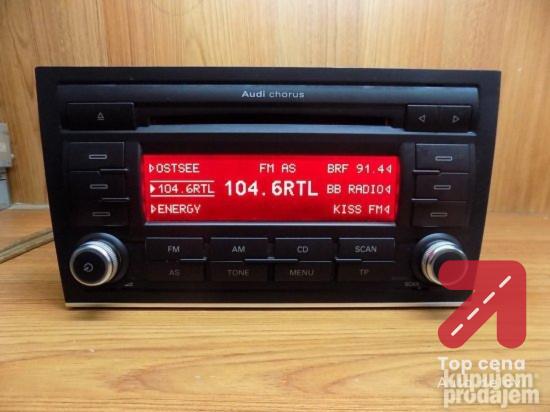 Audi chorus
▷OSTSEE FM AS BRF 91.4◁
▶104.6RTL 104.6RTL BB RADIO◁
▷ENERGY KISS FM◁
FM AM CD SCAN
AS TONE MENU TP
SCAN
Top cena
kupujem
prodajem